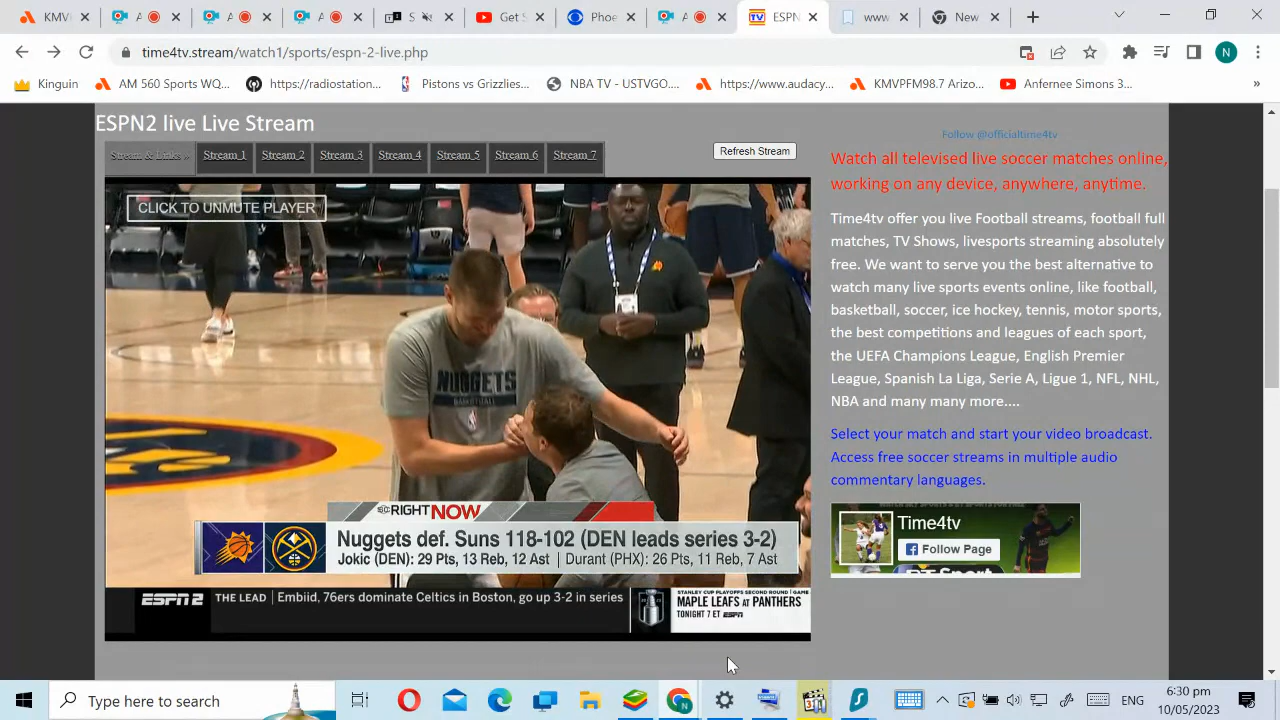 KMV
A
(
(
S
Get S
Phoe
A
ESPN
www
New
time4tv.stream/watch1/sports/espn-2-live.php
N
Kinguin
AM 560 Sports WQ...
https://radiostation...
Pistons vs Grizzlies...
NBA TV - USTVGO...
https://www.audacy...
KMVPFM98.7 Arizo...
Anfernee Simons 3...
»
ESPN2 live Live Stream
Follow @officialtime4tv
Stream & Links »
Stream 1
Stream 2
Stream 3
Stream 4
Stream 5
Stream 6
Stream 7
Refresh Stream
Watch all televised live soccer matches online,
working on any device, anywhere, anytime.
CLICK TO UNMUTE PLAYER
Time4tv offer you live Football streams, football full
matches, TV Shows, livesports streaming absolutely
free. We want to serve you the best alternative to
watch many live sports events online, like football,
basketball, soccer, ice hockey, tennis, motor sports,
the best competitions and leagues of each sport,
the UEFA Champions League, English Premier
League, Spanish La Liga, Serie A, Ligue 1, NFL, NHL,
NBA and many many more....
NUGGETS
BASKETBALL
Select your match and start your video broadcast.
Access free soccer streams in multiple audio
commentary languages.
Time4tv
Follow Page
RIGHT NOW
Nuggets def. Suns 118-102 (DEN leads series 3-2)
Jokic (DEN): 29 Pts, 13 Reb, 12 Ast | Durant (PHX): 26 Pts, 11 Reb, 7 Ast
ESPN2
THE LEAD | Embiid, 76ers dominate Celtics in Boston, go up 3-2 in series
STANLEY CUP PLAYOFFS SECOND ROUND | GAME
MAPLE LEAFS AT PANTHERS
TONIGHT 7 ET ESPN
Type here to search
ENG
6:30 pm
10/05/2023